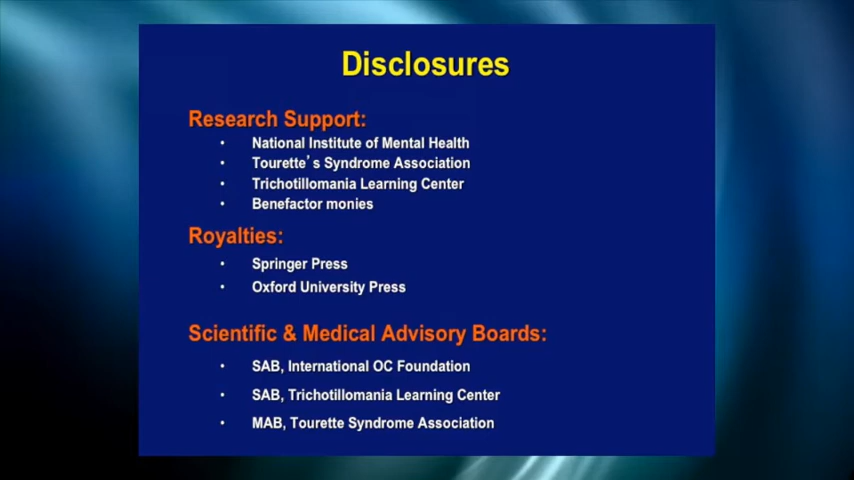 Disclosures
Research Support:
• National Institute of Mental Health
• Tourette's Syndrome Association
• Trichotillomania Learning Center
• Benefactor monies
Royalties:
• Springer Press
• Oxford University Press
Scientific & Medical Advisory Boards:
• SAB, International OC Foundation
• SAB, Trichotillomania Learning Center
• MAB, Tourette Syndrome Association